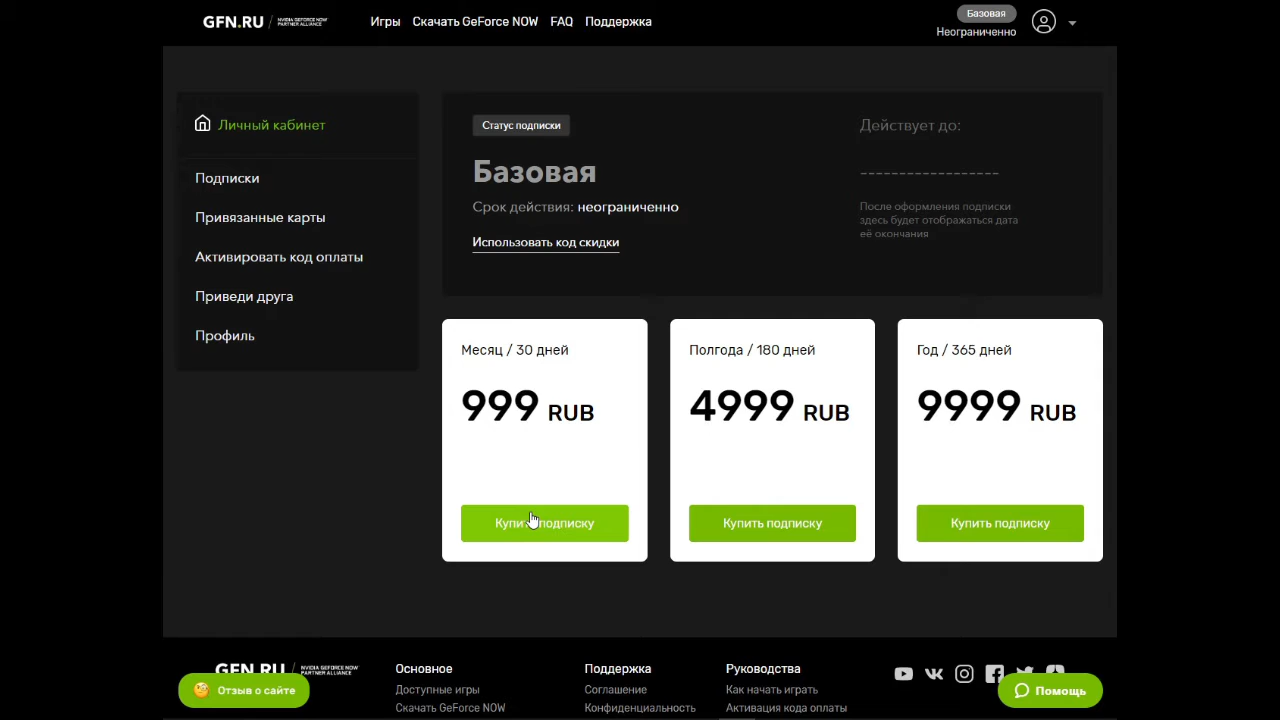 GFN.RU / NVIDIA GEFORCE NOW PARTNER ALLIANCE
Игры Скачать GeForce NOW FAQ Поддержка
Базовая
Неограниченно
Личный кабинет
Подписки
Привязанные карты
Активировать код оплаты
Приведи друга
Профиль
Статус подписки
Базовая
Срок действия: неограниченно
Использовать код скидки
Действует до:
-------------------
После оформления подписки
здесь будет отображаться дата
её окончания
Месяц / 30 дней
999 RUB
Купить подписку
Полгода / 180 дней
4999 RUB
Купить подписку
Год / 365 дней
9999 RUB
Купить подписку
GFN.RU / NVIDIA GEFORCE NOW PARTNER ALLIANCE
Отзыв о сайте
Основное
Доступные игры
Скачать GeForce NOW
Поддержка
Соглашение
Конфиденциальность
Руководства
Как начать играть
Активация кода оплаты
Помощь